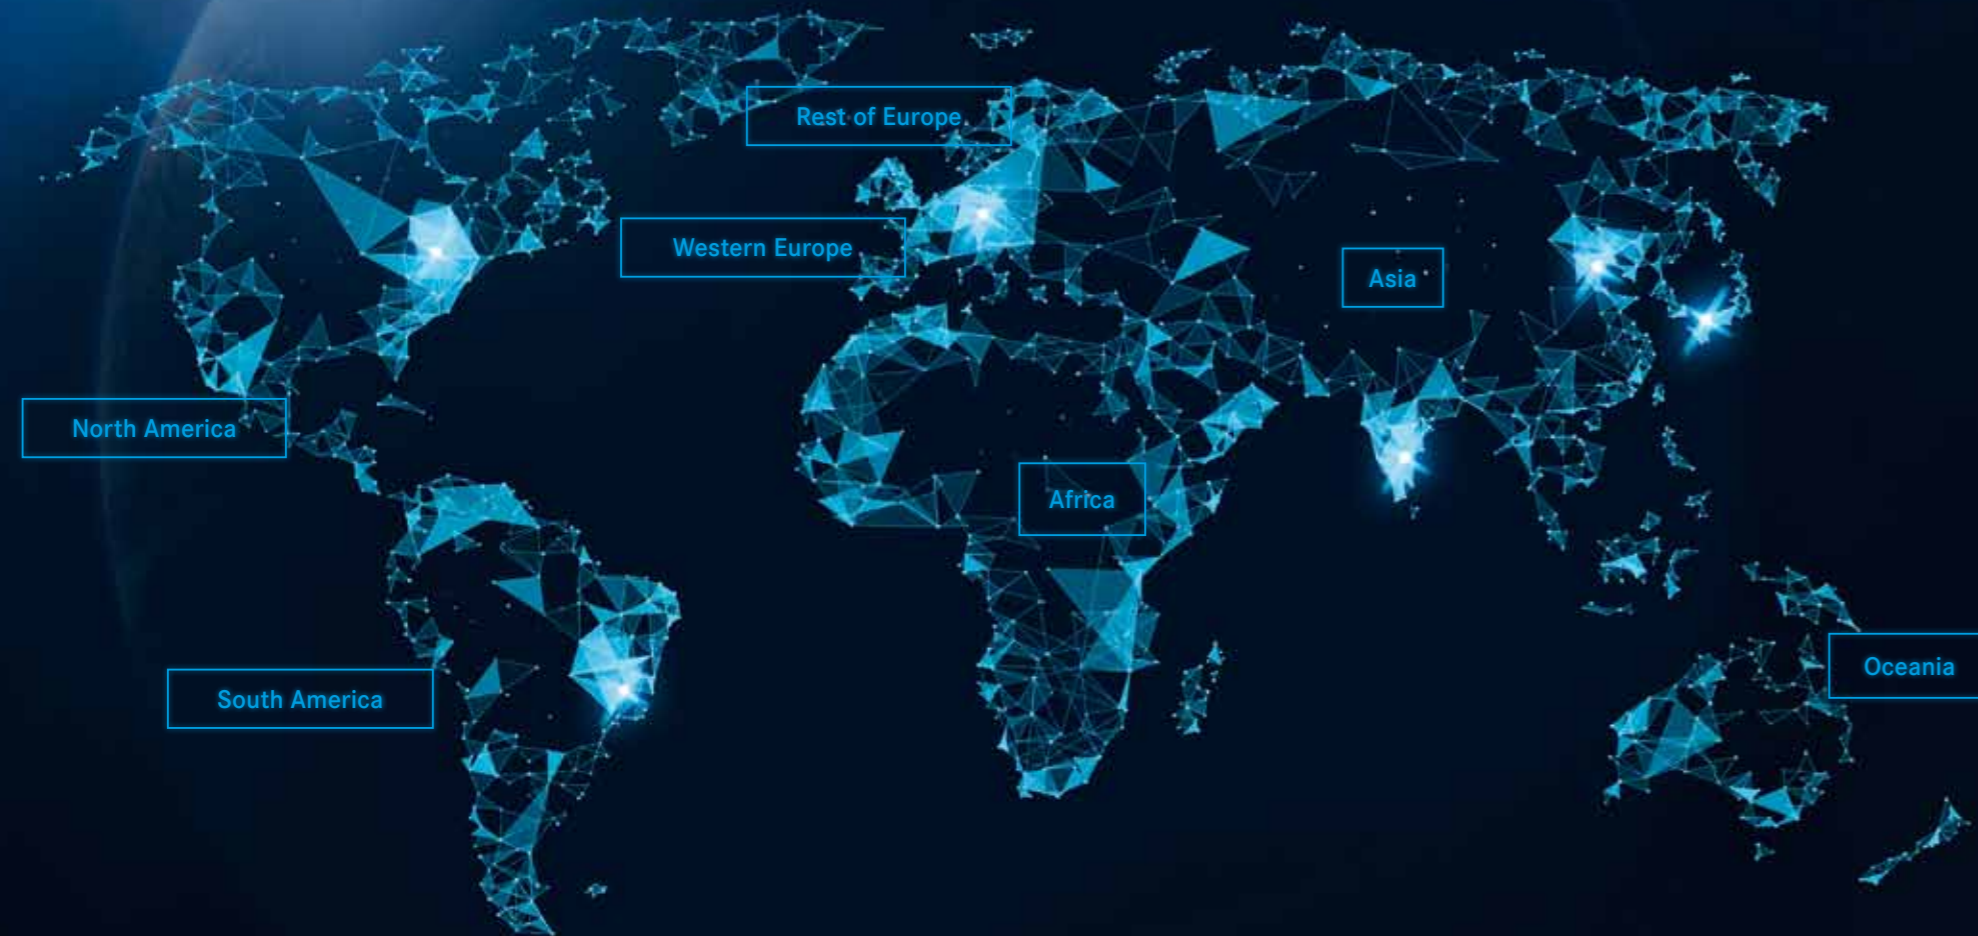 Rest of Europe
Western Europe
Asia
North America
Africa
Oceania
South America